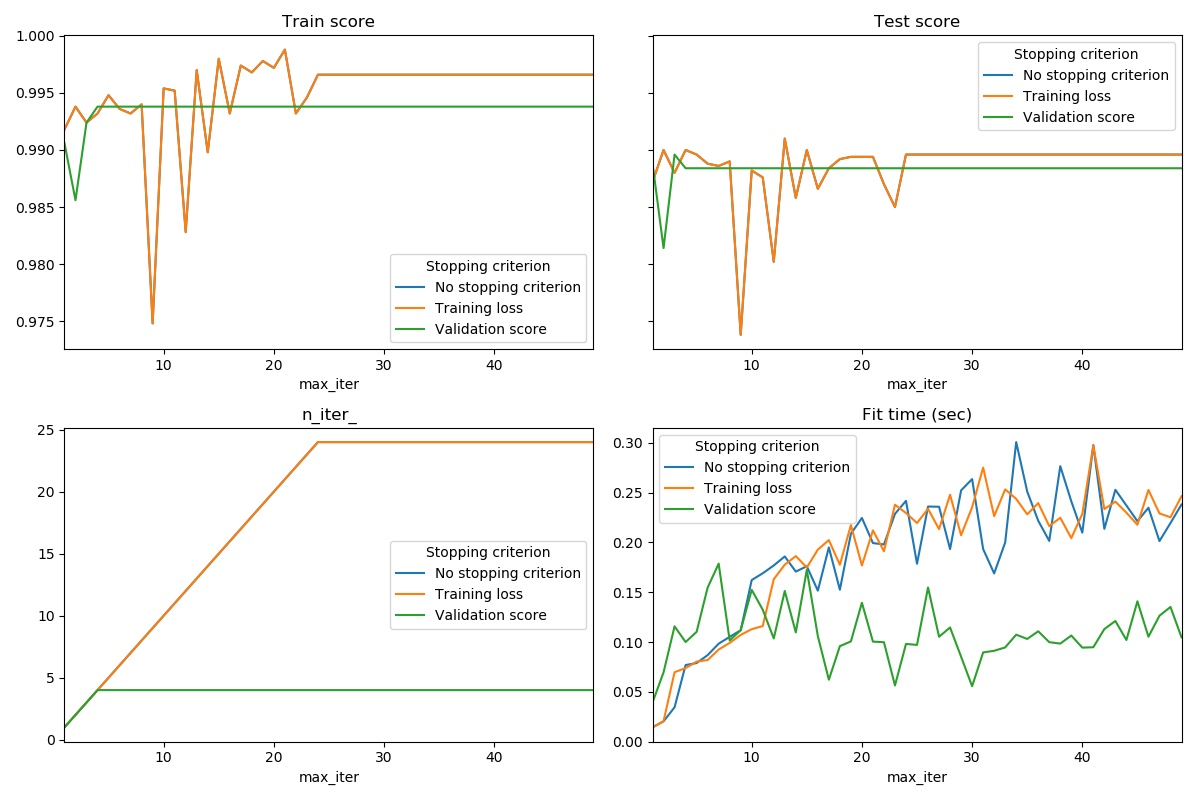 Train score
1.000
0.995
0.990
0.985
0.980
0.975
Stopping criterion
No stopping criterion
Training loss
Validation score
10 20 30 40
max_iter
Test score
Stopping criterion
No stopping criterion
Training loss
Validation score
10 20 30 40
max_iter
n_iter_
25
20
15
10
5
0
Stopping criterion
No stopping criterion
Training loss
Validation score
10 20 30 40
max_iter
Fit time (sec)
0.30
0.25
0.20
0.15
0.10
0.05
0.00
Stopping criterion
No stopping criterion
Training loss
Validation score
10 20 30 40
max_iter